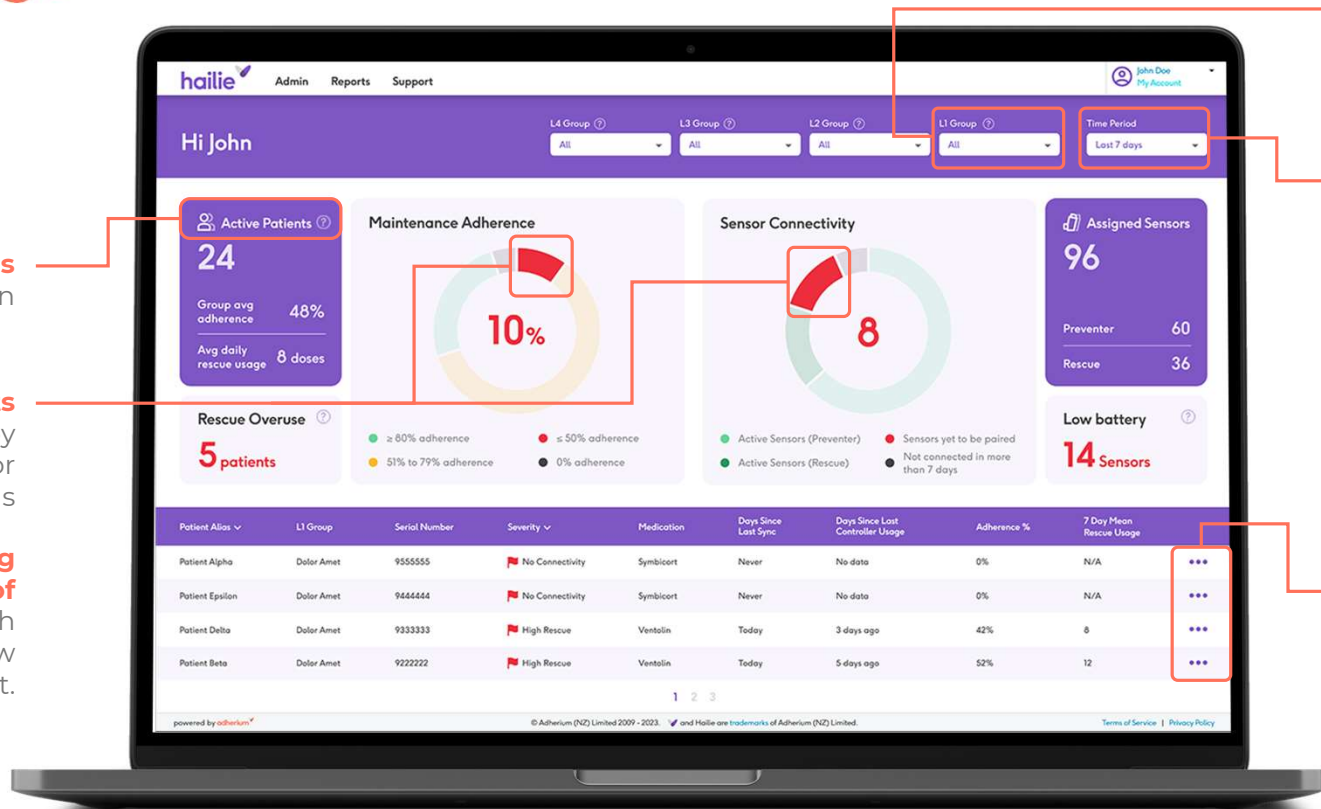 hailie
Admin Reports Support
John Doe
My Account
Hi John
L4 Group ?
All
L3 Group ?
All
L2 Group ?
All
L1 Group ?
All
Time Period
Last 7 days
Active Patients ?
24
Group avg
adherence
48%
Avg daily
rescue usage
8 doses
Rescue Overuse ?
5 patients
Maintenance Adherence
10%
≥ 80% adherence
≤ 50% adherence
51% to 79% adherence
0% adherence
Sensor Connectivity
8
Active Sensors (Preventer)
Sensors yet to be paired
Active Sensors (Rescue)
Not connected in more
than 7 days
Assigned Sensors
96
Preventer 60
Rescue 36
Low battery ?
14 Sensors
s
n
ts
y
or
s
g
of
h
w
t.
Patient Alias L1 Group Serial Number Severity Medication Days Since Last Sync Days Since Last Controller Usage Adherence % 7 Day Mean Rescue Usage
Patient Alpha Dolor Amet 9555555 No Connectivity Symbicort Never No data 0% N/A
Patient Epsilon Dolor Amet 9444444 No Connectivity Symbicort Never No data 0% N/A
Patient Delta Dolor Amet 9333333 High Rescue Ventolin Today 3 days ago 42% 8
Patient Beta Dolor Amet 9222222 High Rescue Ventolin Today 5 days ago 52% 12
1 2 3
powered by adherium
© Adherium (NZ) Limited 2009 - 2023. and Hailie are trademarks of Adherium (NZ) Limited.
Terms of Service | Privacy Policy